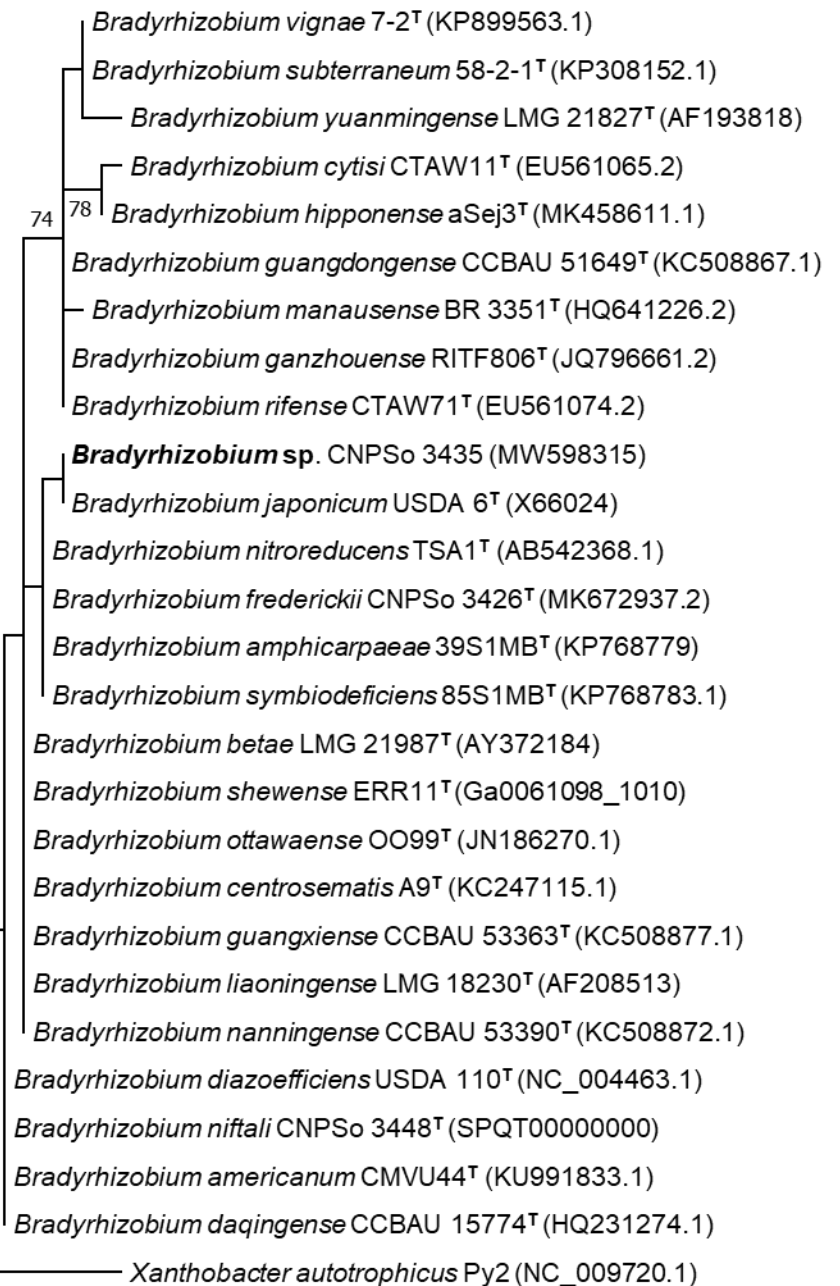 Bradyrhizobium vignae 7-2ᵀ (KP899563.1)
Bradyrhizobium subterraneum 58-2-1ᵀ (KP308152.1)
Bradyrhizobium yuanmingense LMG 21827ᵀ (AF193818)
Bradyrhizobium cytisi CTAW11ᵀ (EU561065.2)
78 Bradyrhizobium hipponense aSej3ᵀ (MK458611.1)
74
Bradyrhizobium guangdongense CCBAU 51649ᵀ (KC508867.1)
Bradyrhizobium manausense BR 3351ᵀ (HQ641226.2)
Bradyrhizobium ganzhouense RITF806ᵀ (JQ796661.2)
Bradyrhizobium rifense CTAW71ᵀ (EU561074.2)
Bradyrhizobium sp. CNPSo 3435 (MW598315)
Bradyrhizobium japonicum USDA 6ᵀ (X66024)
Bradyrhizobium nitroreducens TSA1ᵀ (AB542368.1)
Bradyrhizobium frederickii CNPSo 3426ᵀ (MK672937.2)
Bradyrhizobium amphicarpaeae 39S1MBᵀ (KP768779)
Bradyrhizobium symbiodeficiens 85S1MBᵀ (KP768783.1)
Bradyrhizobium betae LMG 21987ᵀ (AY372184)
Bradyrhizobium shewense ERR11ᵀ (Ga0061098_1010)
Bradyrhizobium ottawaense OO99ᵀ (JN186270.1)
Bradyrhizobium centrosematis A9ᵀ (KC247115.1)
Bradyrhizobium guangxiense CCBAU 53363ᵀ (KC508877.1)
Bradyrhizobium liaoningense LMG 18230ᵀ (AF208513)
Bradyrhizobium nanningense CCBAU 53390ᵀ (KC508872.1)
Bradyrhizobium diazoefficiens USDA 110ᵀ (NC_004463.1)
Bradyrhizobium niftali CNPSo 3448ᵀ (SPQT00000000)
Bradyrhizobium americanum CMVU44ᵀ (KU991833.1)
Bradyrhizobium daqingense CCBAU 15774ᵀ (HQ231274.1)
Xanthobacter autotrophicus Py2 (NC_009720.1)